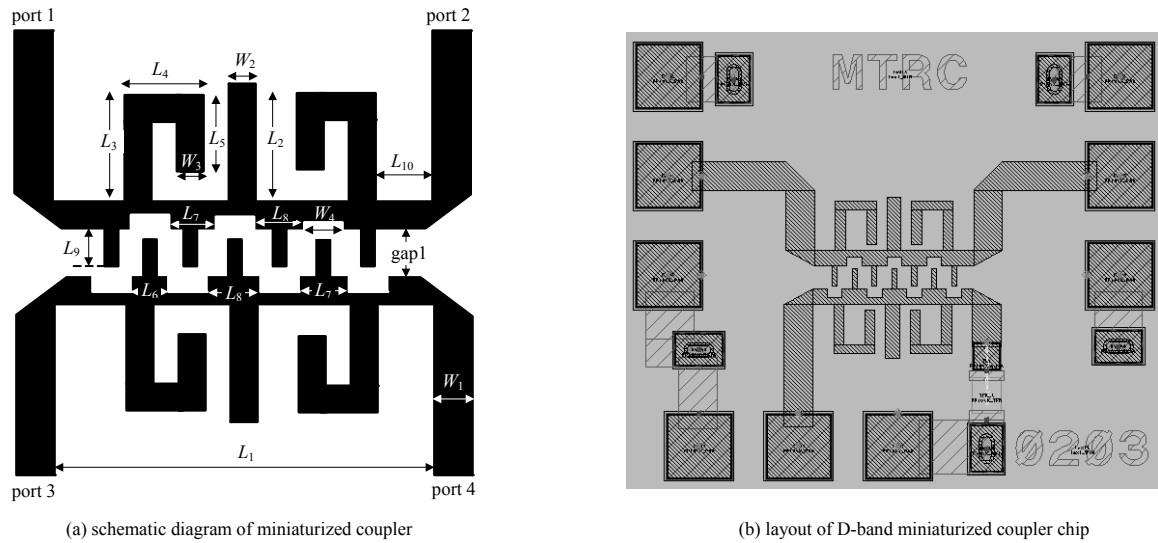 port 1
port 2
W2
L4
L3
L5
L2
W3
L10
L7
L8
W4
L9
gap1
L6
L8
L7
W1
L1
port 3
port 4
(a) schematic diagram of miniaturized coupler
MTRC
0203
(b) layout of D-band miniaturized coupler chip